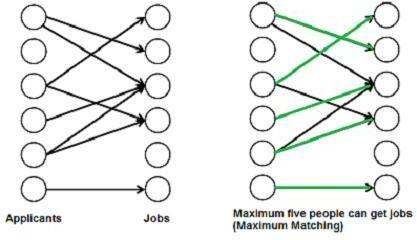 Applicants
Jobs
Maximum five people can get jobs
(Maximum Matching)